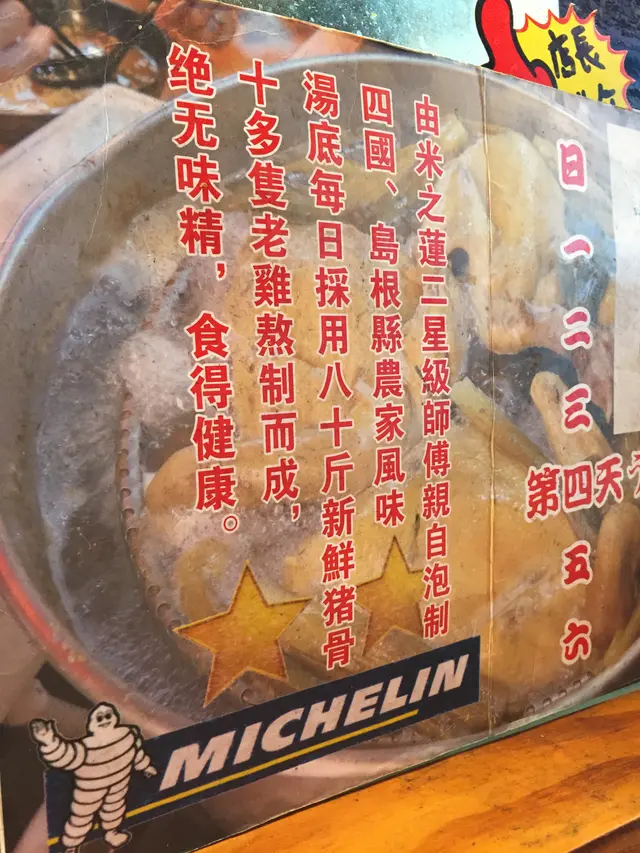 店長
日
一
二
三
第四天
五
六
由米之蓮二星級師傅親自泡制
四國、島根縣農家風味
湯底每日採用八十斤新鮮猪骨
十多隻老雞熬制而成，
绝无味精，食得健康。
MICHELIN